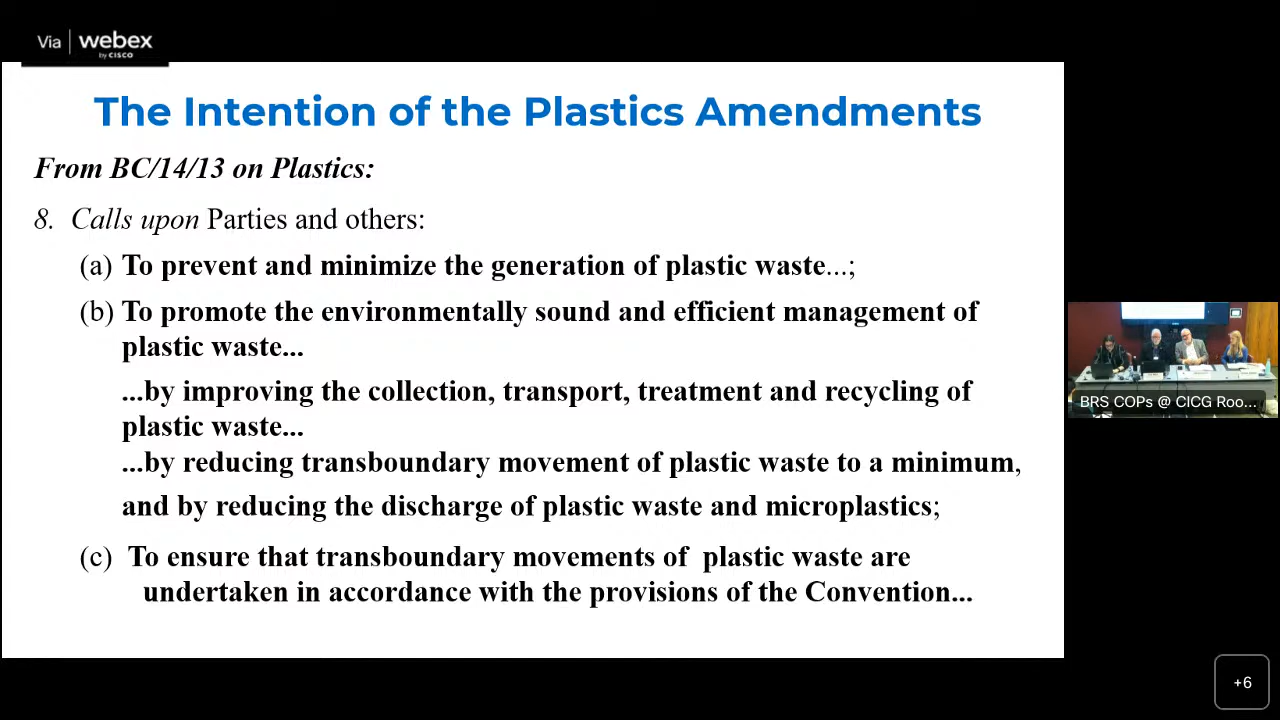 Via webex
by CISCO
The Intention of the Plastics Amendments
From BC/14/13 on Plastics:
8. Calls upon Parties and others:
(a) To prevent and minimize the generation of plastic waste...;
(b) To promote the environmentally sound and efficient management of
plastic waste...
...by improving the collection, transport, treatment and recycling of
plastic waste...
...by reducing transboundary movement of plastic waste to a minimum,
and by reducing the discharge of plastic waste and microplastics;
(c) To ensure that transboundary movements of plastic waste are
undertaken in accordance with the provisions of the Convention...
BRS COPs @ CICG Roo...
+6